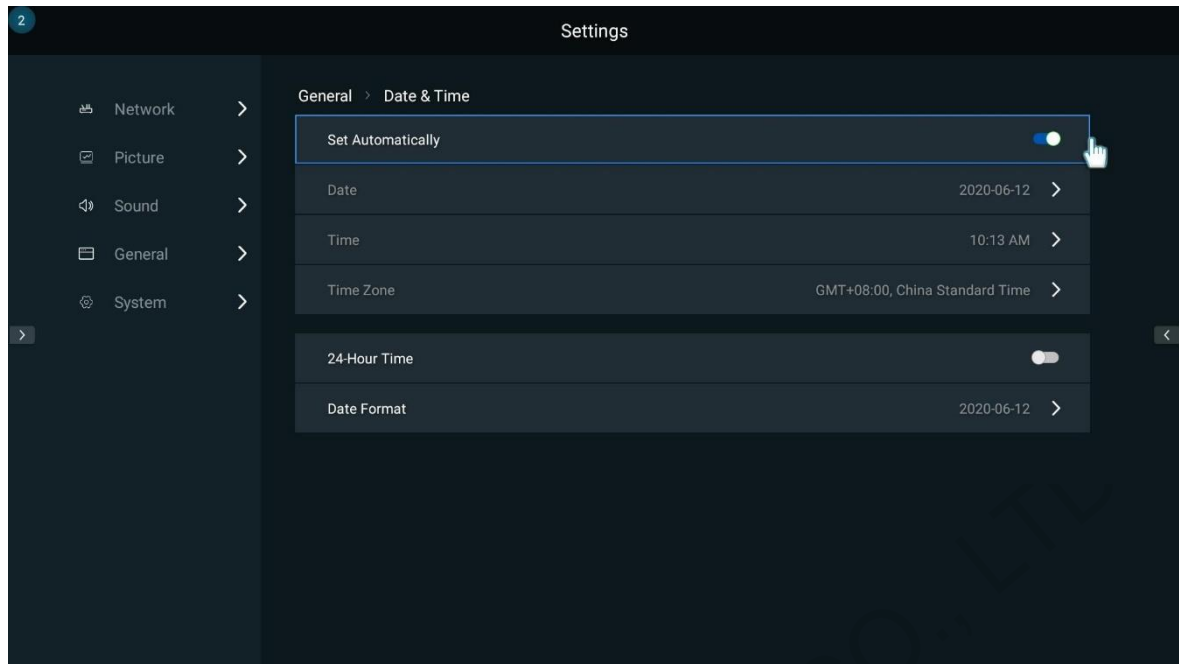 2
Settings
Network
Picture
Sound
General
System
General > Date & Time
Set Automatically
Date 2020-06-12
Time 10:13 AM
Time Zone GMT+08:00, China Standard Time
24-Hour Time
Date Format 2020-06-12
O., LTD